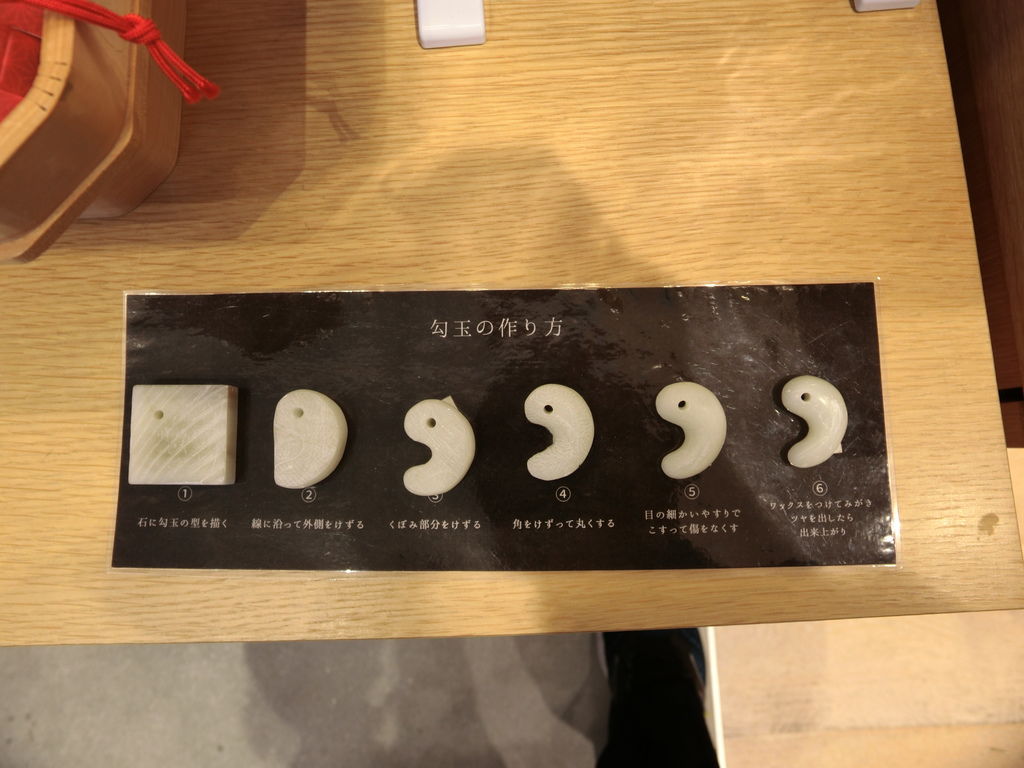 勾玉の作り方
①
石に勾玉の型を描く
②
線に沿って外側をけずる
③
くぼみ部分をけずる
④
角をけずって丸くする
⑤
目の細かいやすりで
こすって傷をなくす
⑥
ワックスをつけてみがき
ツヤを出したら
出来上がり